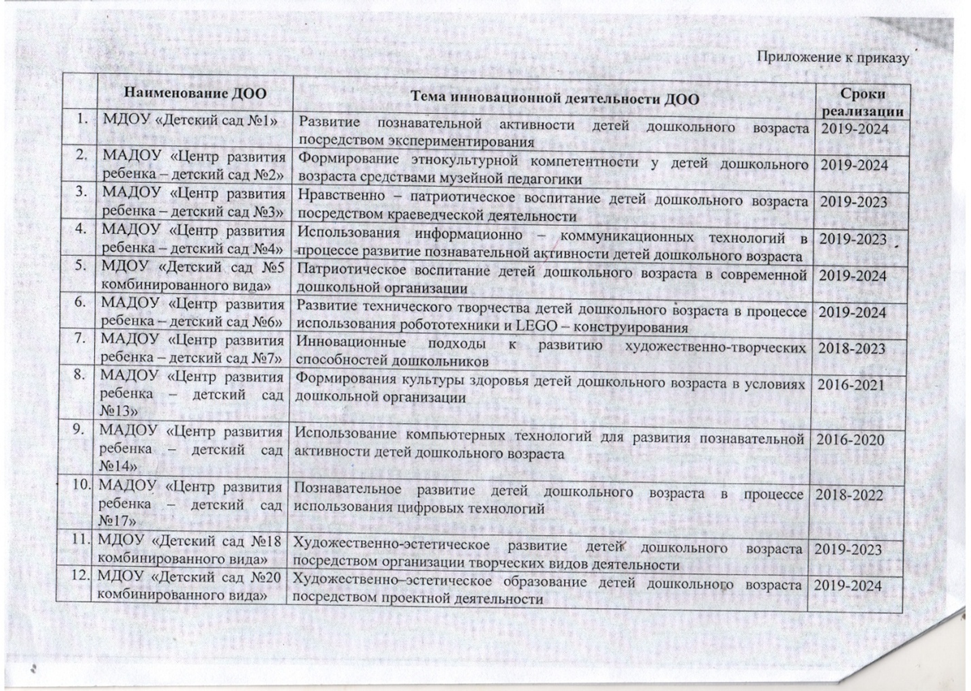 Приложение к приказу
Наименование ДОО
Тема инновационной деятельности ДОО
Сроки
реализации
1. МДОУ «Детский сад №1»
Развитие познавательной активности детей дошкольного возраста
посредством экспериментирования
2019-2024
2. МАДОУ «Центр развития
ребенка – детский сад №2»
Формирование этнокультурной компетентности у детей дошкольного
возраста средствами музейной педагогики
2019-2024
3. МАДОУ «Центр развития
ребенка – детский сад №3»
Нравственно – патриотическое воспитание детей дошкольного возраста
посредством краеведческой деятельности
2019-2023
4. МАДОУ «Центр развития
ребенка – детский сад №4»
Использования информационно – коммуникационных технологий в
процессе развитие познавательной активности детей дошкольного возраста
2019-2023
5. МДОУ «Детский сад №5
комбинированного вида»
Патриотическое воспитание детей дошкольного возраста в современной
дошкольной организации
2019-2024
6. МАДОУ «Центр развития
ребенка – детский сад №6»
Развитие технического творчества детей дошкольного возраста в процессе
использования робототехники и LEGO – конструирования
2019-2024
7. МАДОУ «Центр развития
ребенка – детский сад №7»
Инновационные подходы к развитию художественно-творческих
способностей дошкольников
2018-2023
8. МАДОУ «Центр развития
ребенка – детский сад
№13»
Формирования культуры здоровья детей дошкольного возраста в условиях
дошкольной организации
2016-2021
9. МАДОУ «Центр развития
ребенка – детский сад
№14»
Использование компьютерных технологий для развития познавательной
активности детей дошкольного возраста
2016-2020
10. МАДОУ «Центр развития
ребенка – детский сад
№17»
Познавательное развитие детей дошкольного возраста в процессе
использования цифровых технологий
2018-2022
11. МДОУ «Детский сад №18
комбинированного вида»
Художественно-эстетическое развитие детей дошкольного возраста
посредством организации творческих видов деятельности
2019-2023
12. МДОУ «Детский сад №20
комбинированного вида»
Художественно–эстетическое образование детей дошкольного возраста
посредством проектной деятельности
2019-2024